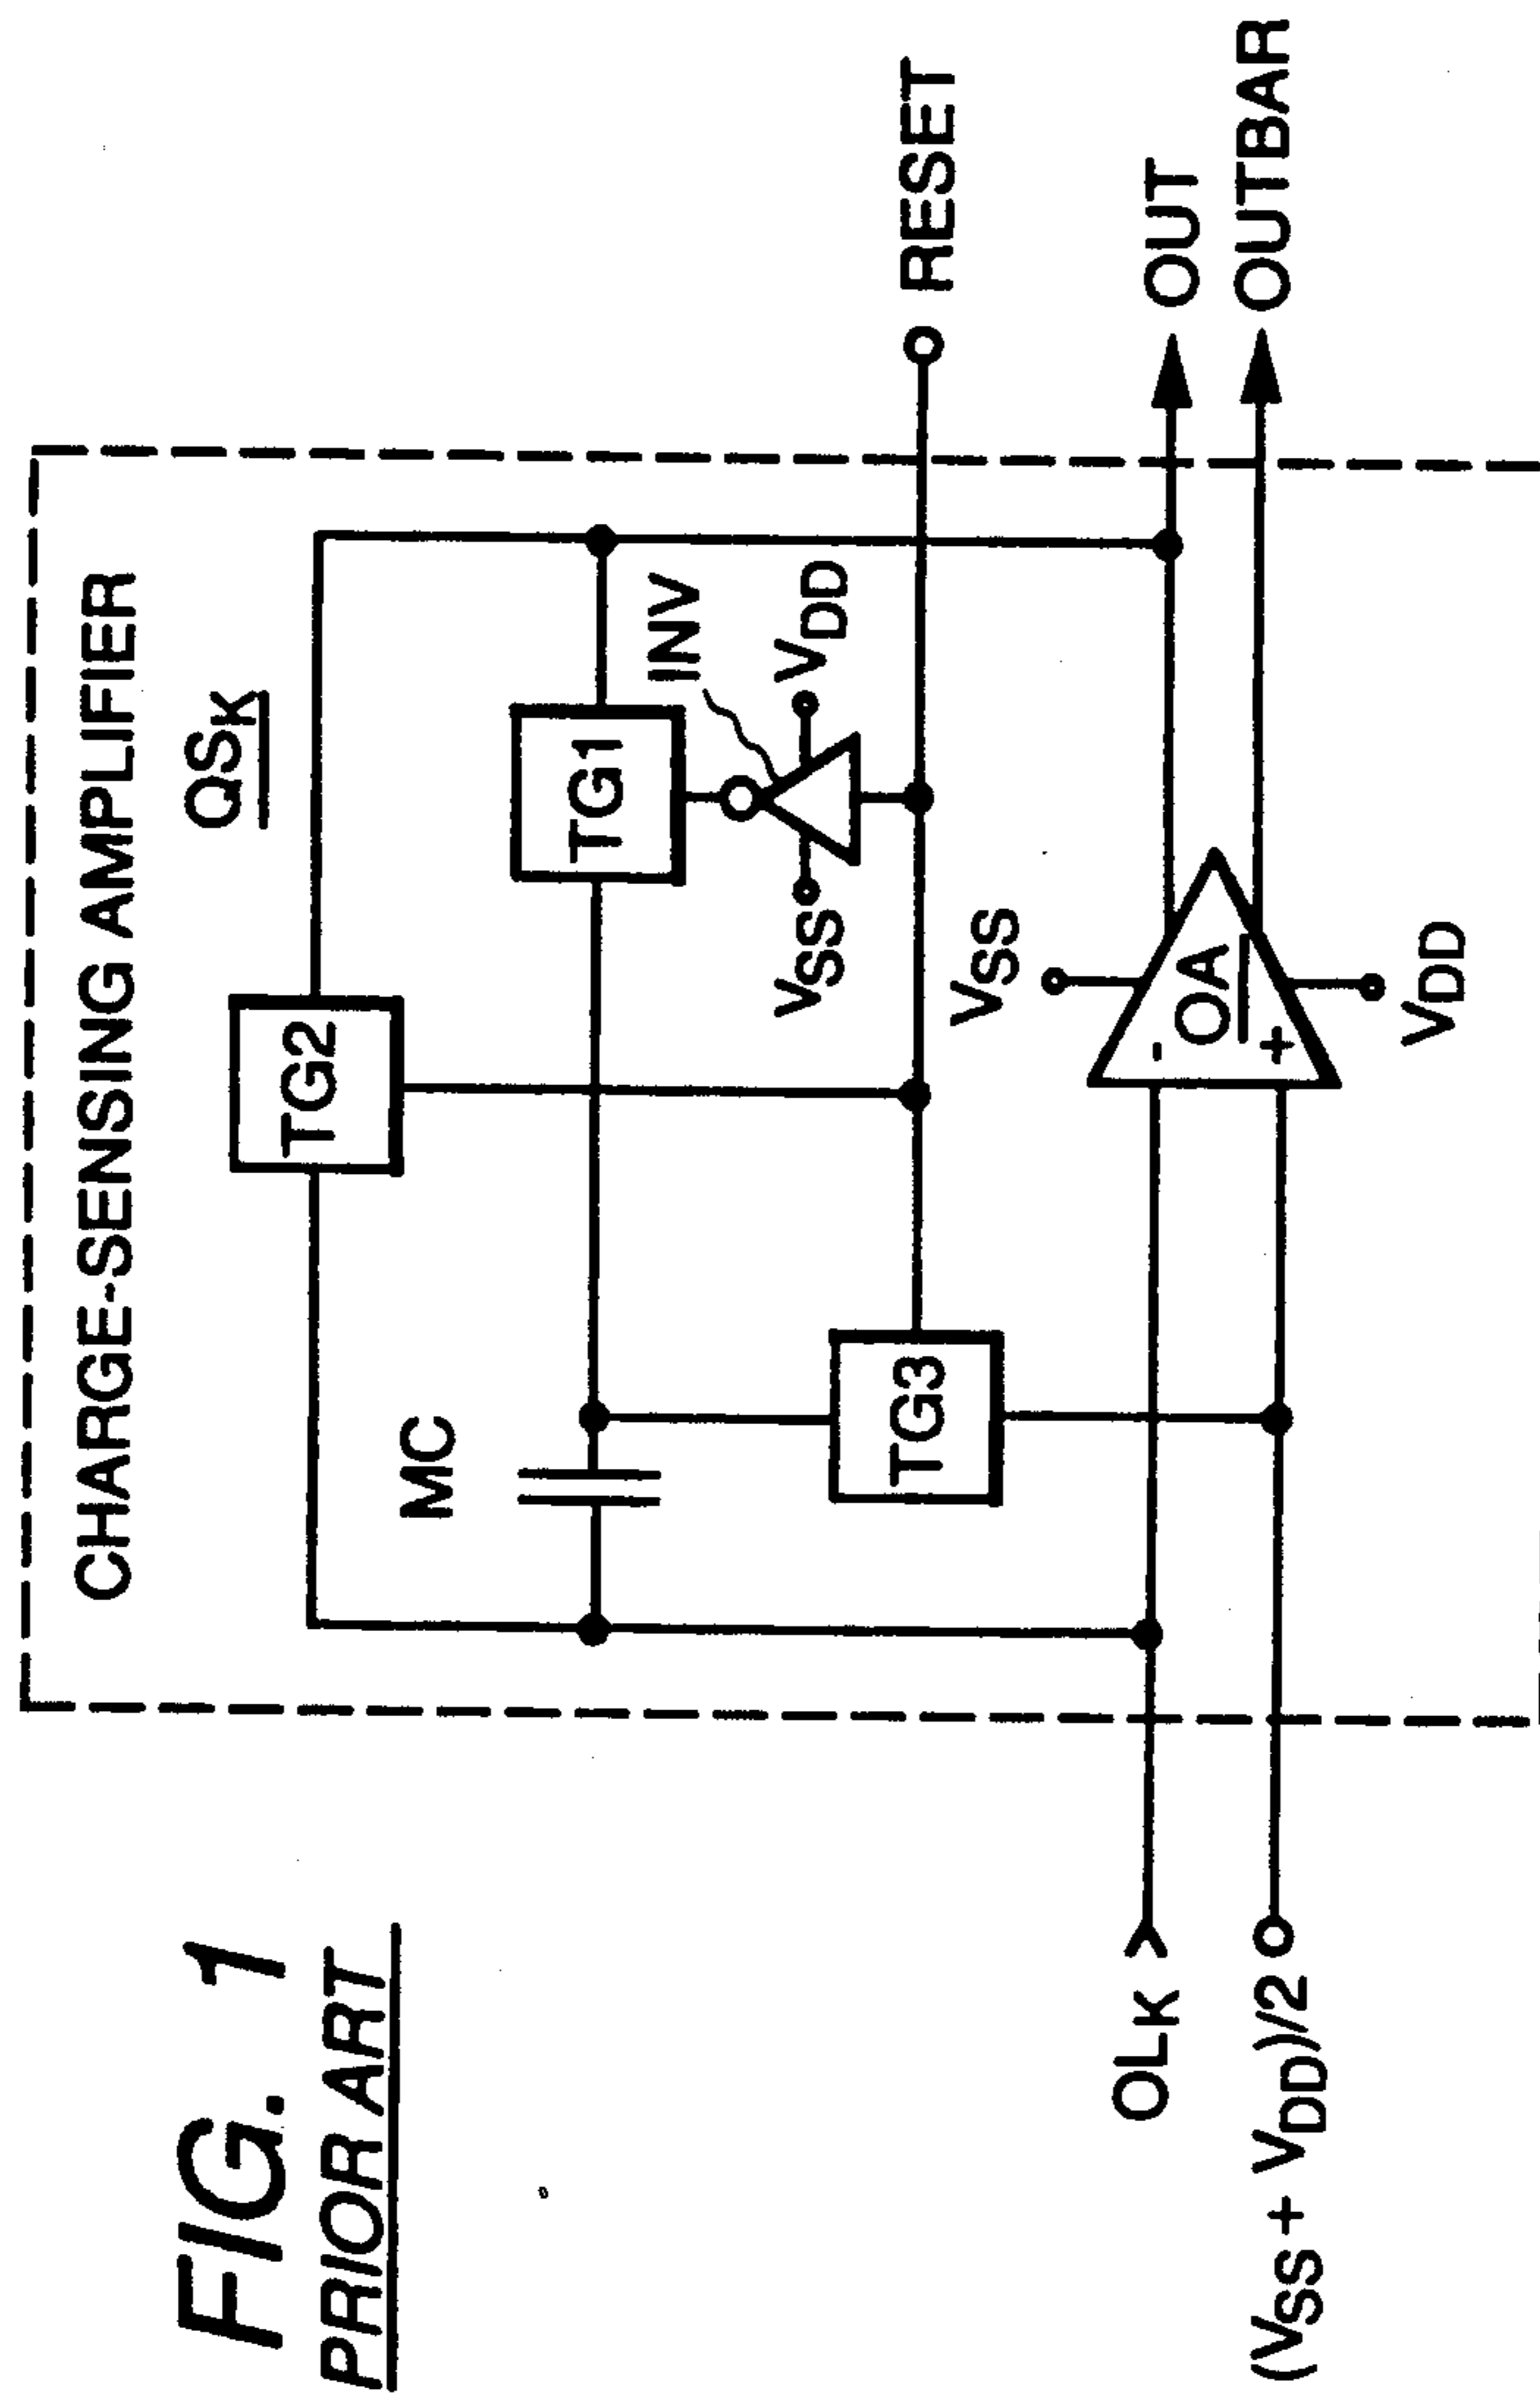 FIG. 1
PRIOR ART
CHARGE-SENSING AMPLIFIER
QSK
TG2
MC
TG1
INV
VSS
VDD
TG3
RESET
VSS
OLK
-
OA
+
OUT
OUTBAR
(VSS + VDD)/2
VDD